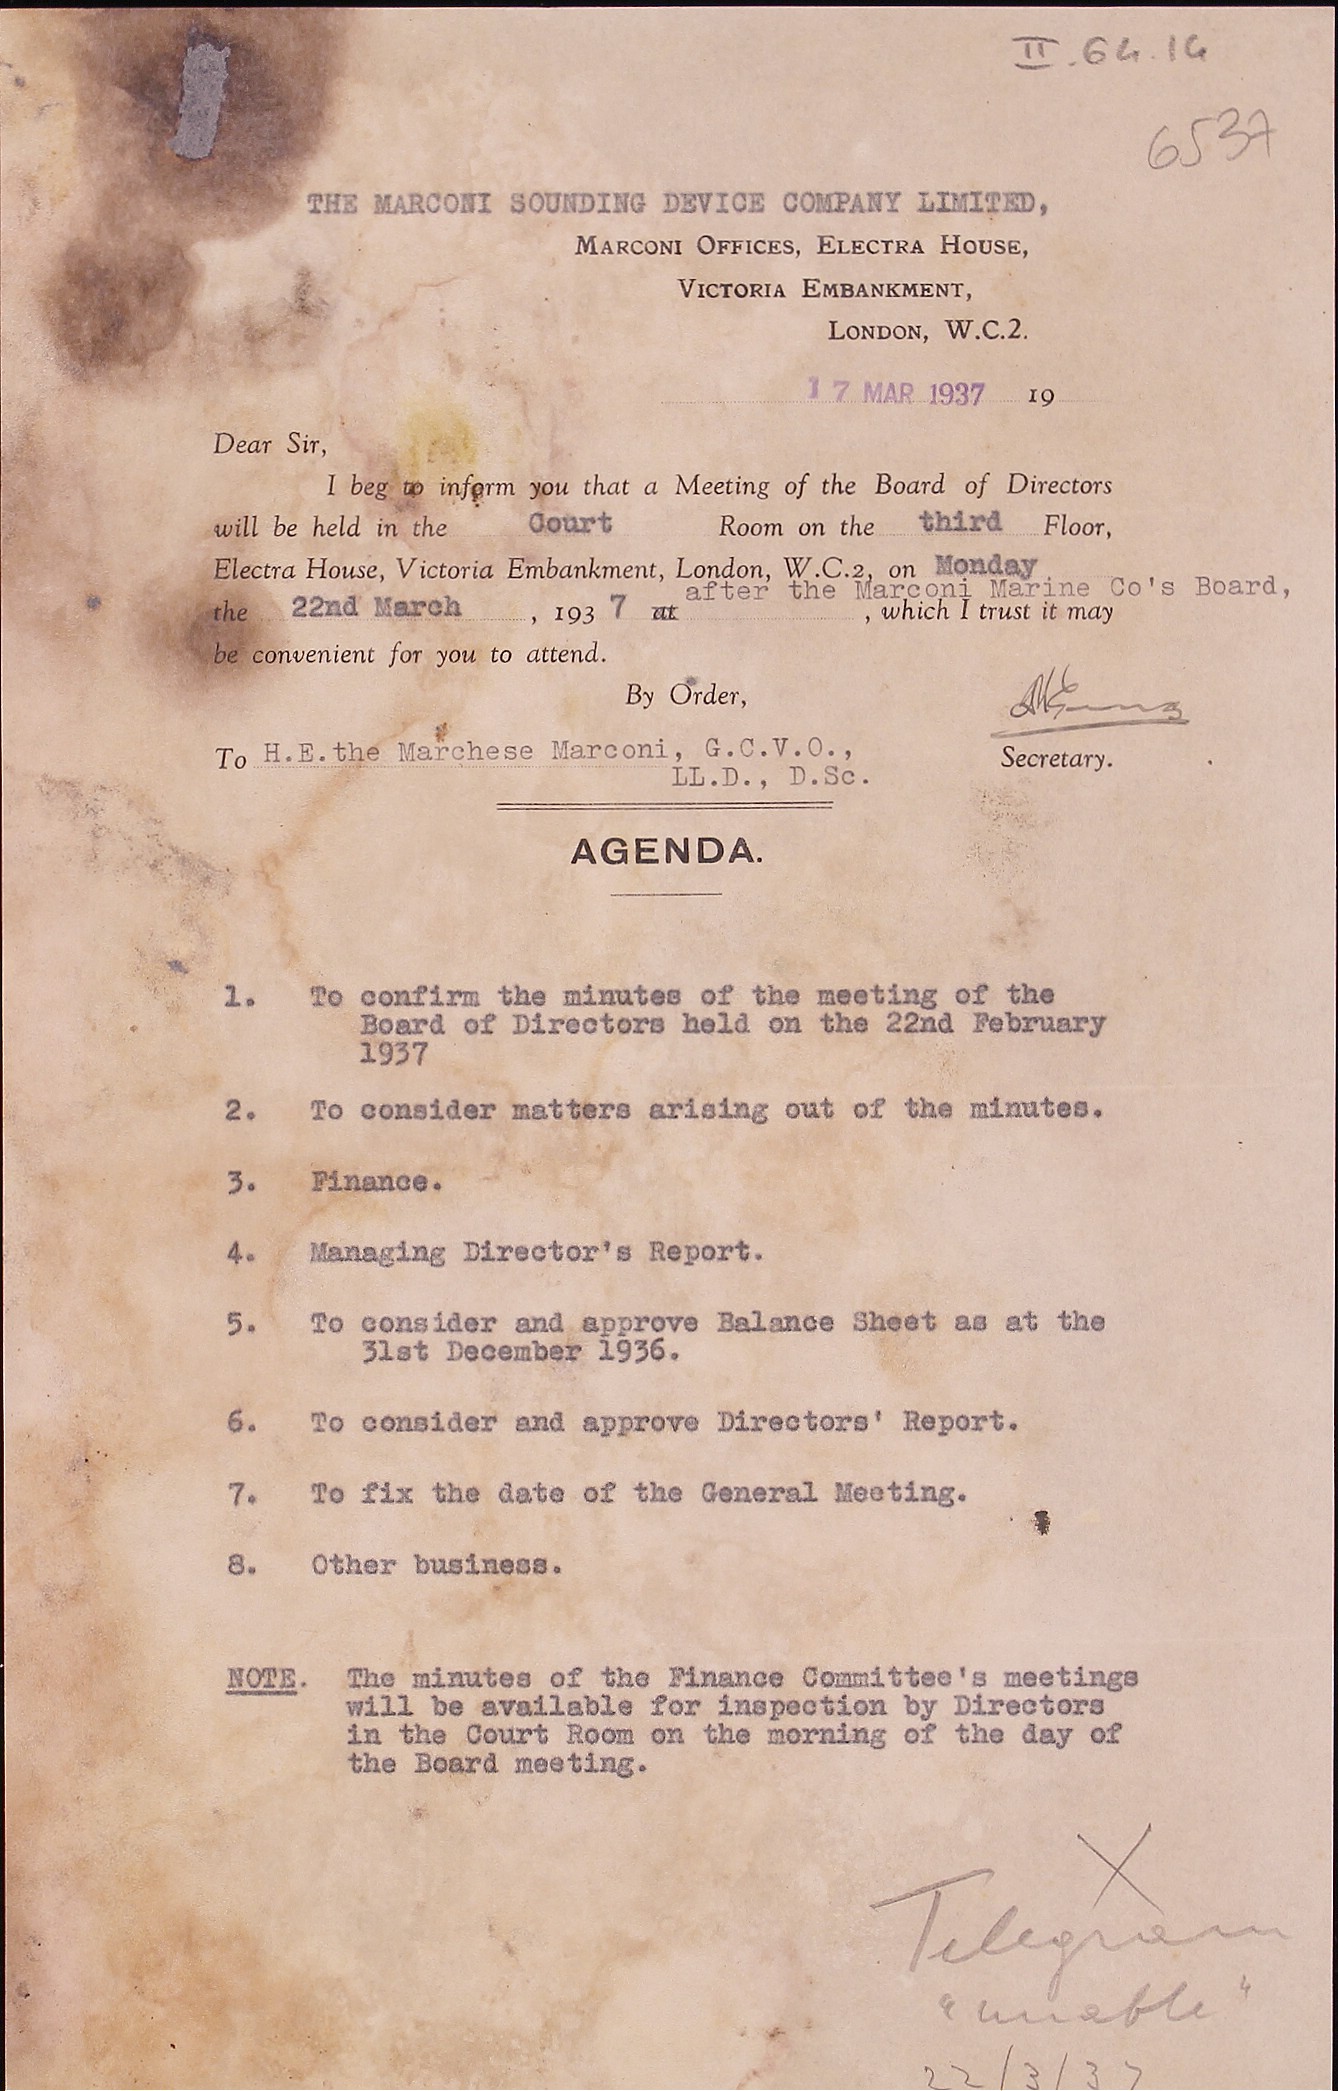 II.64.14
6537
THE MARCONI SOUNDING DEVICE COMPANY LIMITED,
MARCONI OFFICES, ELECTRA HOUSE,
VICTORIA EMBANKMENT,
LONDON, W.C.2.
17 MAR 1937 19
Dear Sir,
I beg to inform you that a Meeting of the Board of Directors
will be held in the Court Room on the third Floor,
Electra House, Victoria Embankment, London, W.C.2, on Monday
after the Marconi Marine Co's Board,
the 22nd March, 1937 at , which I trust it may
be convenient for you to attend.
By Order,
To H.E. the Marchese Marconi, G.C.V.O.,
LL.D., D.Sc.
Secretary.
AGENDA.
1. To confirm the minutes of the meeting of the
Board of Directors held on the 22nd February
1937
2. To consider matters arising out of the minutes.
3. Finance.
4. Managing Director's Report.
5. To consider and approve Balance Sheet as at the
31st December 1936.
6. To consider and approve Directors' Report.
7. To fix the date of the General Meeting.
8. Other business.
NOTE. The minutes of the Finance Committee's meetings
will be available for inspection by Directors
in the Court Room on the morning of the day of
the Board meeting.
X
Telegram
"unable"
22/3/37